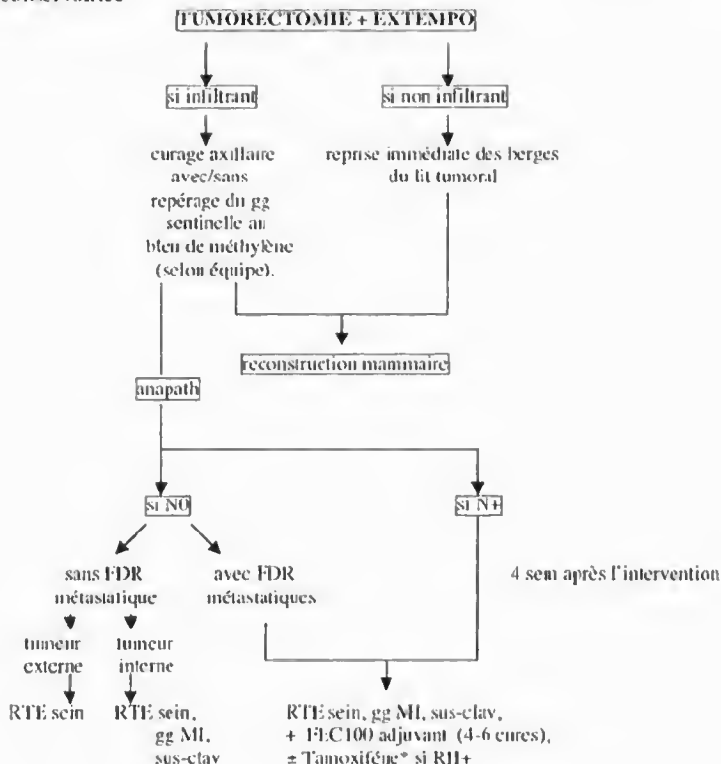 TUMORECTOMIE + EXTEMPO
si infiltrant
si non infiltrant
curage axillaire
avec/sans
repérage du gg
sentinelle au
bleu de méthylène
(selon équipe).
reprise immédiate des berges
du lit tumoral
reconstruction mammaire
anapath
si N0
si N+
sans FDR
métastatique
avec FDR
métastatiques
4 sem après l'intervention
tumeur
externe
tumeur
interne
RTE sein
RTE sein,
gg MI,
sus-clav
RTE sein, gg MI, sus-clav,
+ FEC100 adjuvant (4-6 cures),
± Tamoxifène* si RH+